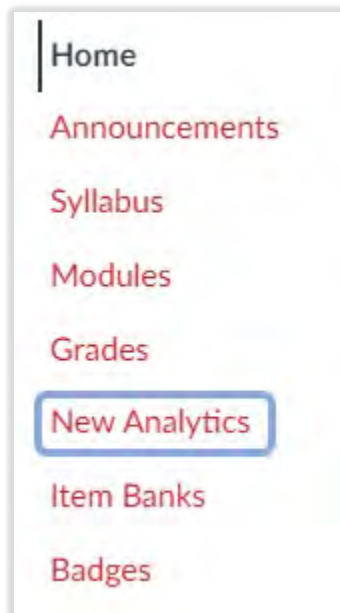 Home
Announcements
Syllabus
Modules
Grades
New Analytics
Item Banks
Badges